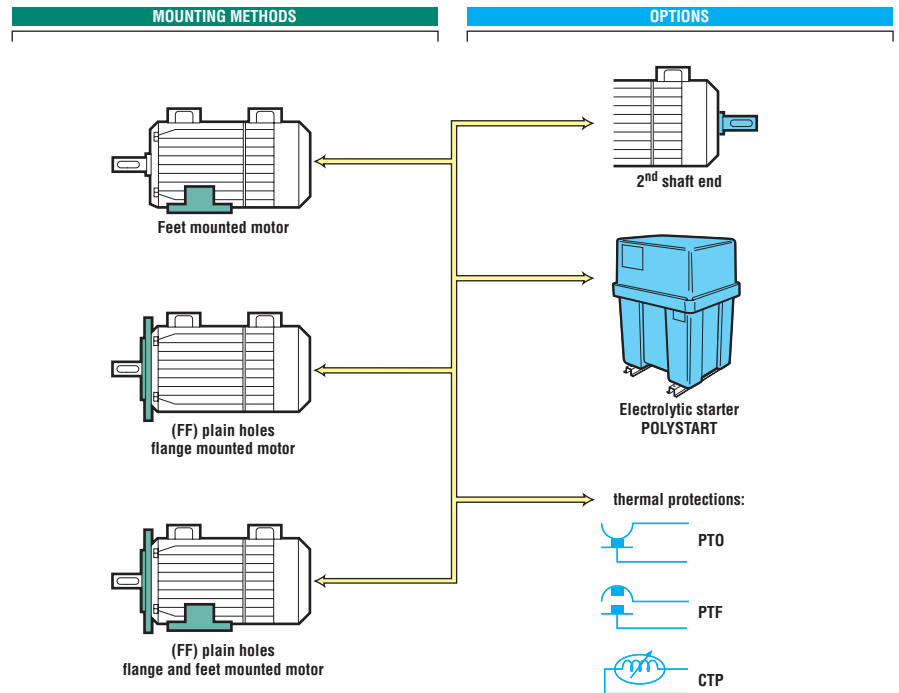 MOUNTING METHODS
OPTIONS
Feet mounted motor
2nd shaft end
(FF) plain holes
flange mounted motor
Electrolytic starter
POLYSTART
thermal protections:
PTO
PTF
(FF) plain holes
flange and feet mounted motor
CTP